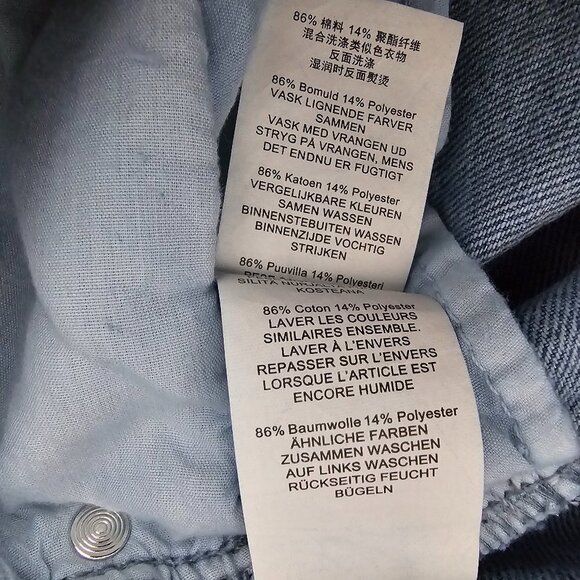 86% 棉料 14% 聚酯纤维
混合洗涤类似色衣物
反面洗涤
湿润时反面熨烫
86% Bomuld 14% Polyester
VASK LIGNENDE FARVER
SAMMEN
VASK MED VRANGEN UD
STRYG PÅ VRANGEN, MENS
DET ENDNU ER FUGTIGT
86% Katoen 14% Polyester
VERGELIJKBARE KLEUREN
SAMEN WASSEN
BINNENSTEBUITEN WASSEN
BINNENZIJDE VOCHTIG
STRIJKEN
86% Puuvilla 14% Polyesteri
KOSTEANA
86% Coton 14% Polyester
LAVER LES COULEURS
SIMILAIRES ENSEMBLE.
LAVER À L'ENVERS
REPASSER SUR L'ENVERS
LORSQUE L'ARTICLE EST
ENCORE HUMIDE
86% Baumwolle 14% Polyester
ÄHNLICHE FARBEN
ZUSAMMEN WASCHEN
AUF LINKS WASCHEN
RÜCKSEITIG FEUCHT
BÜGELN